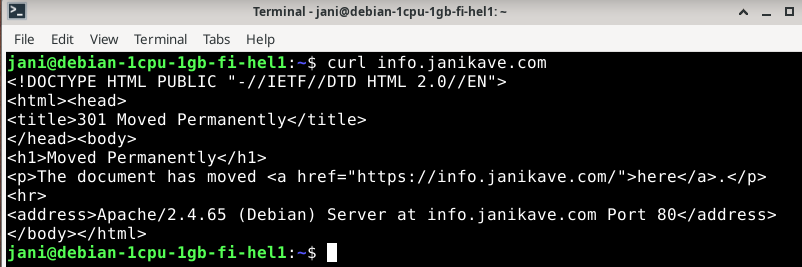 Terminal - jani@debian-1cpu-1gb-fi-hel1: ~
File Edit View Terminal Tabs Help
jani@debian-1cpu-1gb-fi-hel1:~$ curl info.janikave.com
<!DOCTYPE HTML PUBLIC "-//IETF//DTD HTML 2.0//EN">
<html><head>
<title>301 Moved Permanently</title>
</head><body>
<h1>Moved Permanently</h1>
<p>The document has moved <a href="https://info.janikave.com/">here</a>.</p>
<hr>
<address>Apache/2.4.65 (Debian) Server at info.janikave.com Port 80</address>
</body></html>
jani@debian-1cpu-1gb-fi-hel1:~$